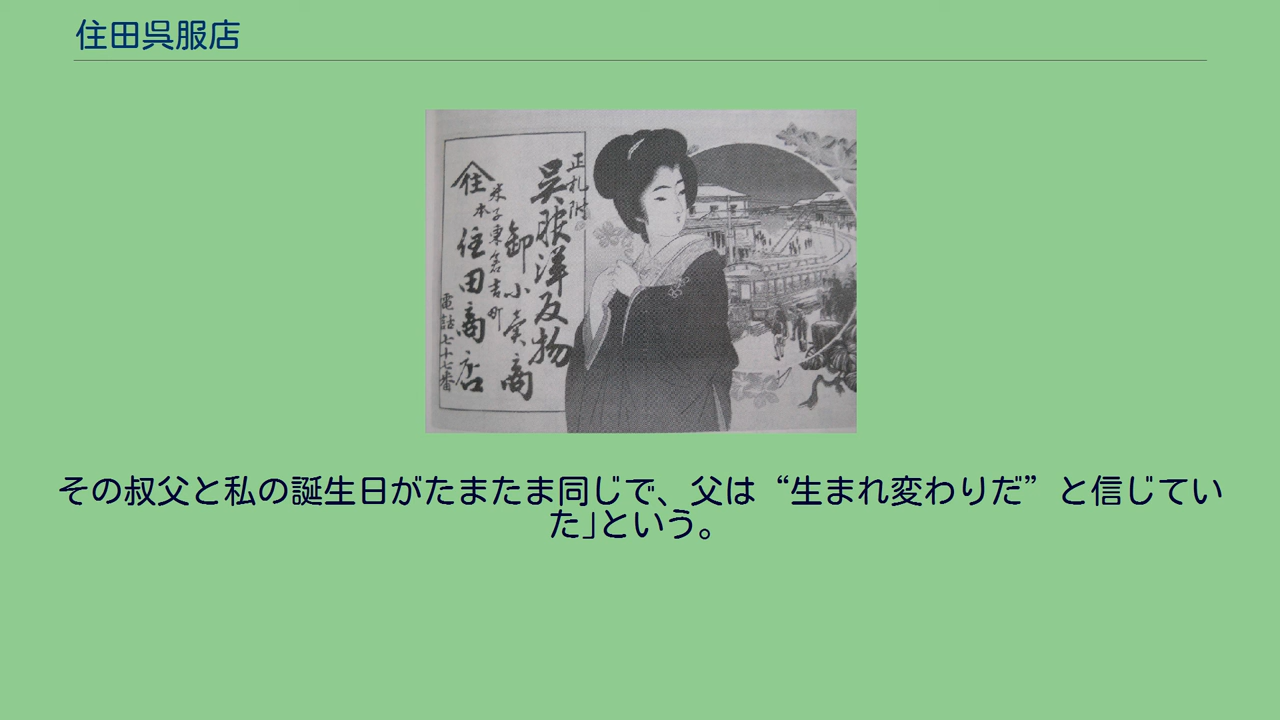 住田呉服店
正札附
呉服洋反物
卸小売商
米子東倉吉町
本
住
住田商店
電話七十七番
その叔父と私の誕生日がたまたま同じで、父は“生まれ変わりだ”と信じてい
た｣という。